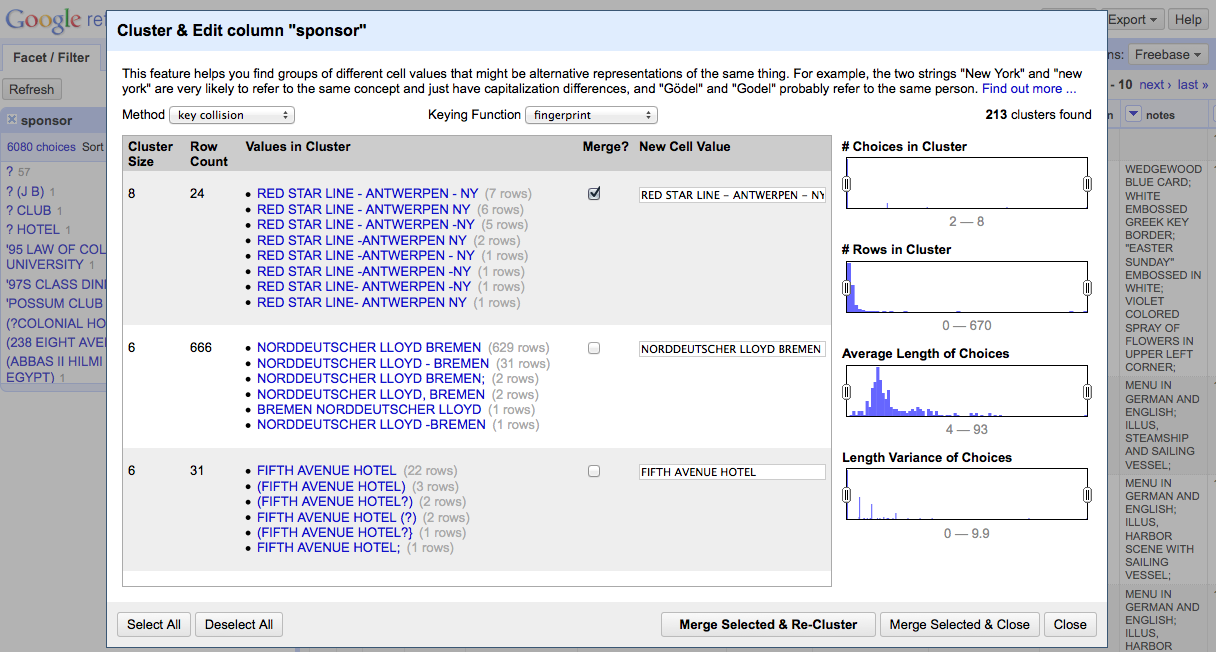 Google ref
Export
Help
Cluster & Edit column "sponsor"
Facet / Filter
Refresh
ns:
Freebase
- 10 next › last »
sponsor
6080 choices Sort
? 57
? (J B) 1
? CLUB 1
? HOTEL 1
'95 LAW OF COL
UNIVERSITY 1
'97S CLASS DIN
'POSSUM CLUB
(?COLONIAL HO
(238 EIGHT AVE
(ABBAS II HILMI
EGYPT) 1
This feature helps you find groups of different cell values that might be alternative representations of the same thing. For example, the two strings "New York" and "new
york" are very likely to refer to the same concept and just have capitalization differences, and "Gödel" and "Godel" probably refer to the same person. Find out more ...
Method key collision
Keying Function fingerprint
213 clusters found
Cluster Size
Row Count
Values in Cluster
Merge?
New Cell Value
8
24
• RED STAR LINE - ANTWERPEN - NY (7 rows)
• RED STAR LINE - ANTWERPEN NY (6 rows)
• RED STAR LINE - ANTWERPEN -NY (5 rows)
• RED STAR LINE -ANTWERPEN NY (2 rows)
• RED STAR LINE -ANTWERPEN - NY (1 rows)
• RED STAR LINE -ANTWERPEN -NY (1 rows)
• RED STAR LINE- ANTWERPEN -NY (1 rows)
• RED STAR LINE- ANTWERPEN NY (1 rows)
RED STAR LINE - ANTWERPEN - NY
6
666
• NORDDEUTSCHER LLOYD BREMEN (629 rows)
• NORDDEUTSCHER LLOYD - BREMEN (31 rows)
• NORDDEUTSCHER LLOYD BREMEN; (2 rows)
• NORDDEUTSCHER LLOYD, BREMEN (2 rows)
• BREMEN NORDDEUTSCHER LLOYD (1 rows)
• NORDDEUTSCHER LLOYD -BREMEN (1 rows)
NORDDEUTSCHER LLOYD BREMEN
6
31
• FIFTH AVENUE HOTEL (22 rows)
• (FIFTH AVENUE HOTEL) (3 rows)
• (FIFTH AVENUE HOTEL?) (2 rows)
• FIFTH AVENUE HOTEL (?) (2 rows)
• (FIFTH AVENUE HOTEL?} (1 rows)
• FIFTH AVENUE HOTEL; (1 rows)
FIFTH AVENUE HOTEL
# Choices in Cluster
2 — 8
# Rows in Cluster
0 — 670
Average Length of Choices
4 — 93
Length Variance of Choices
0 — 9.9
m
notes
WEDGEWOOD
BLUE CARD;
WHITE
EMBOSSED
GREEK KEY
BORDER;
"EASTER
SUNDAY"
EMBOSSED IN
WHITE;
VIOLET
COLORED
SPRAY OF
FLOWERS IN
UPPER LEFT
CORNER;
MENU IN
GERMAN AND
ENGLISH;
ILLUS,
STEAMSHIP
AND SAILING
VESSEL;
MENU IN
GERMAN AND
ENGLISH;
ILLUS,
HARBOR
SCENE WITH
SAILING
VESSEL;
MENU IN
GERMAN AND
ENGLISH;
ILLUS,
HARBOR
Select All
Deselect All
Merge Selected & Re-Cluster
Merge Selected & Close
Close